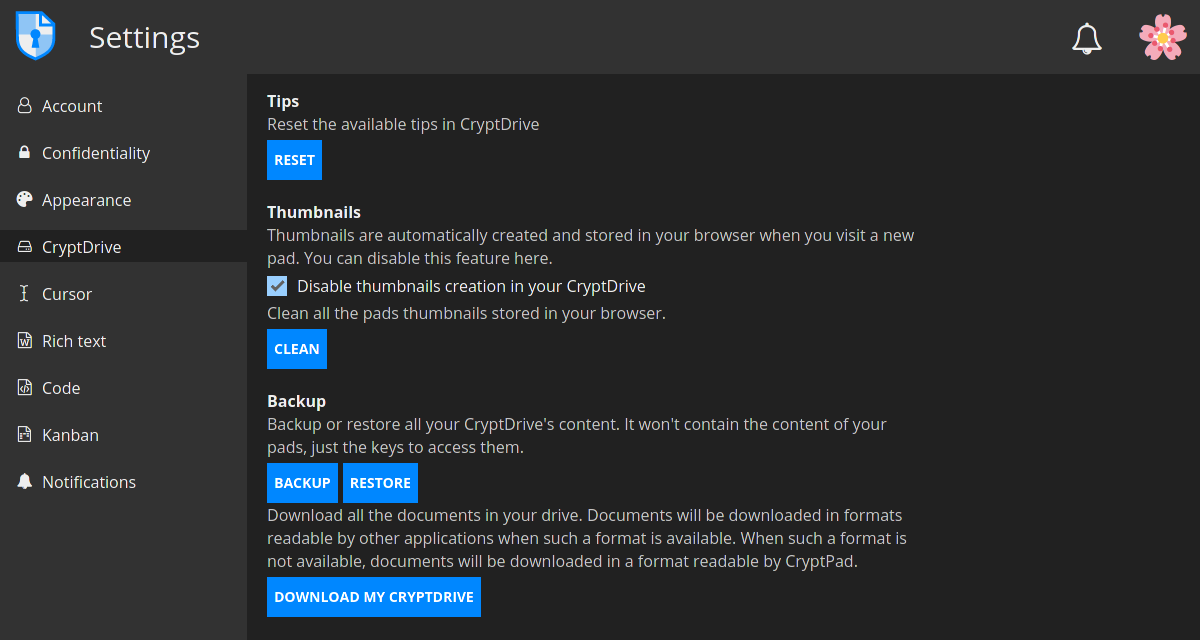 Settings
Account
Confidentiality
Appearance
CryptDrive
Cursor
Rich text
Code
Kanban
Notifications
Tips
Reset the available tips in CryptDrive
RESET
Thumbnails
Thumbnails are automatically created and stored in your browser when you visit a new
pad. You can disable this feature here.
Disable thumbnails creation in your CryptDrive
Clean all the pads thumbnails stored in your browser.
CLEAN
Backup
Backup or restore all your CryptDrive's content. It won't contain the content of your
pads, just the keys to access them.
BACKUP RESTORE
Download all the documents in your drive. Documents will be downloaded in formats
readable by other applications when such a format is available. When such a format is
not available, documents will be downloaded in a format readable by CryptPad.
DOWNLOAD MY CRYPTDRIVE